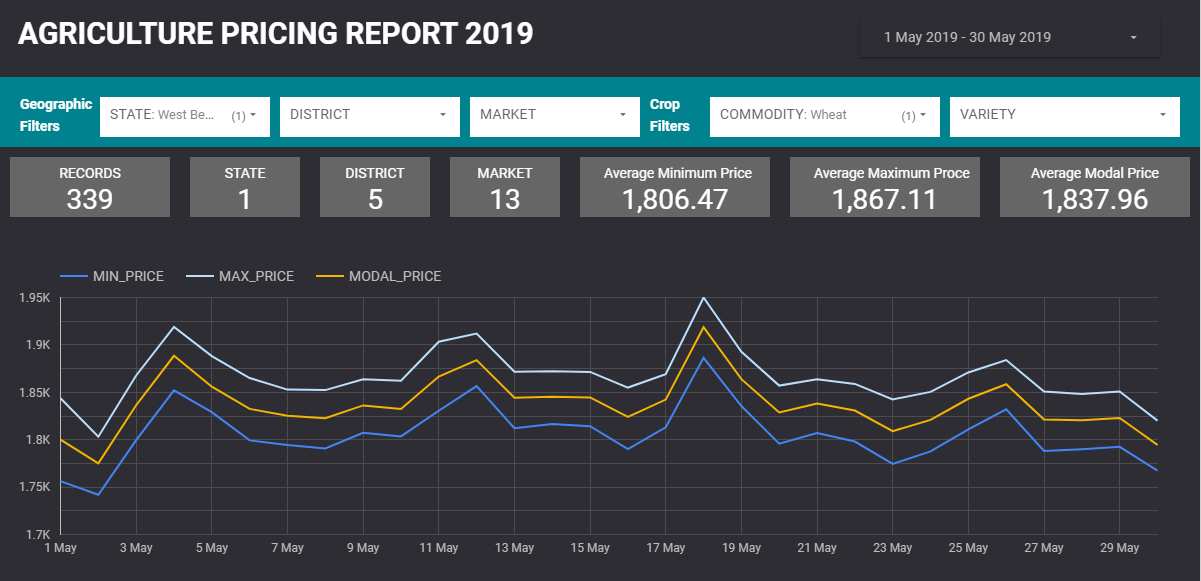 AGRICULTURE PRICING REPORT 2019
1 May 2019 - 30 May 2019
Geographic
Filters
STATE: West Be... (1)
DISTRICT
MARKET
Crop
Filters
COMMODITY: Wheat (1)
VARIETY
RECORDS
339
STATE
1
DISTRICT
5
MARKET
13
Average Minimum Price
1,806.47
Average Maximum Proce
1,867.11
Average Modal Price
1,837.96
MIN_PRICE MAX_PRICE MODAL_PRICE
1.95K
1.9K
1.85K
1.8K
1.75K
1.7K
1 May 3 May 5 May 7 May 9 May 11 May 13 May 15 May 17 May 19 May 21 May 23 May 25 May 27 May 29 May